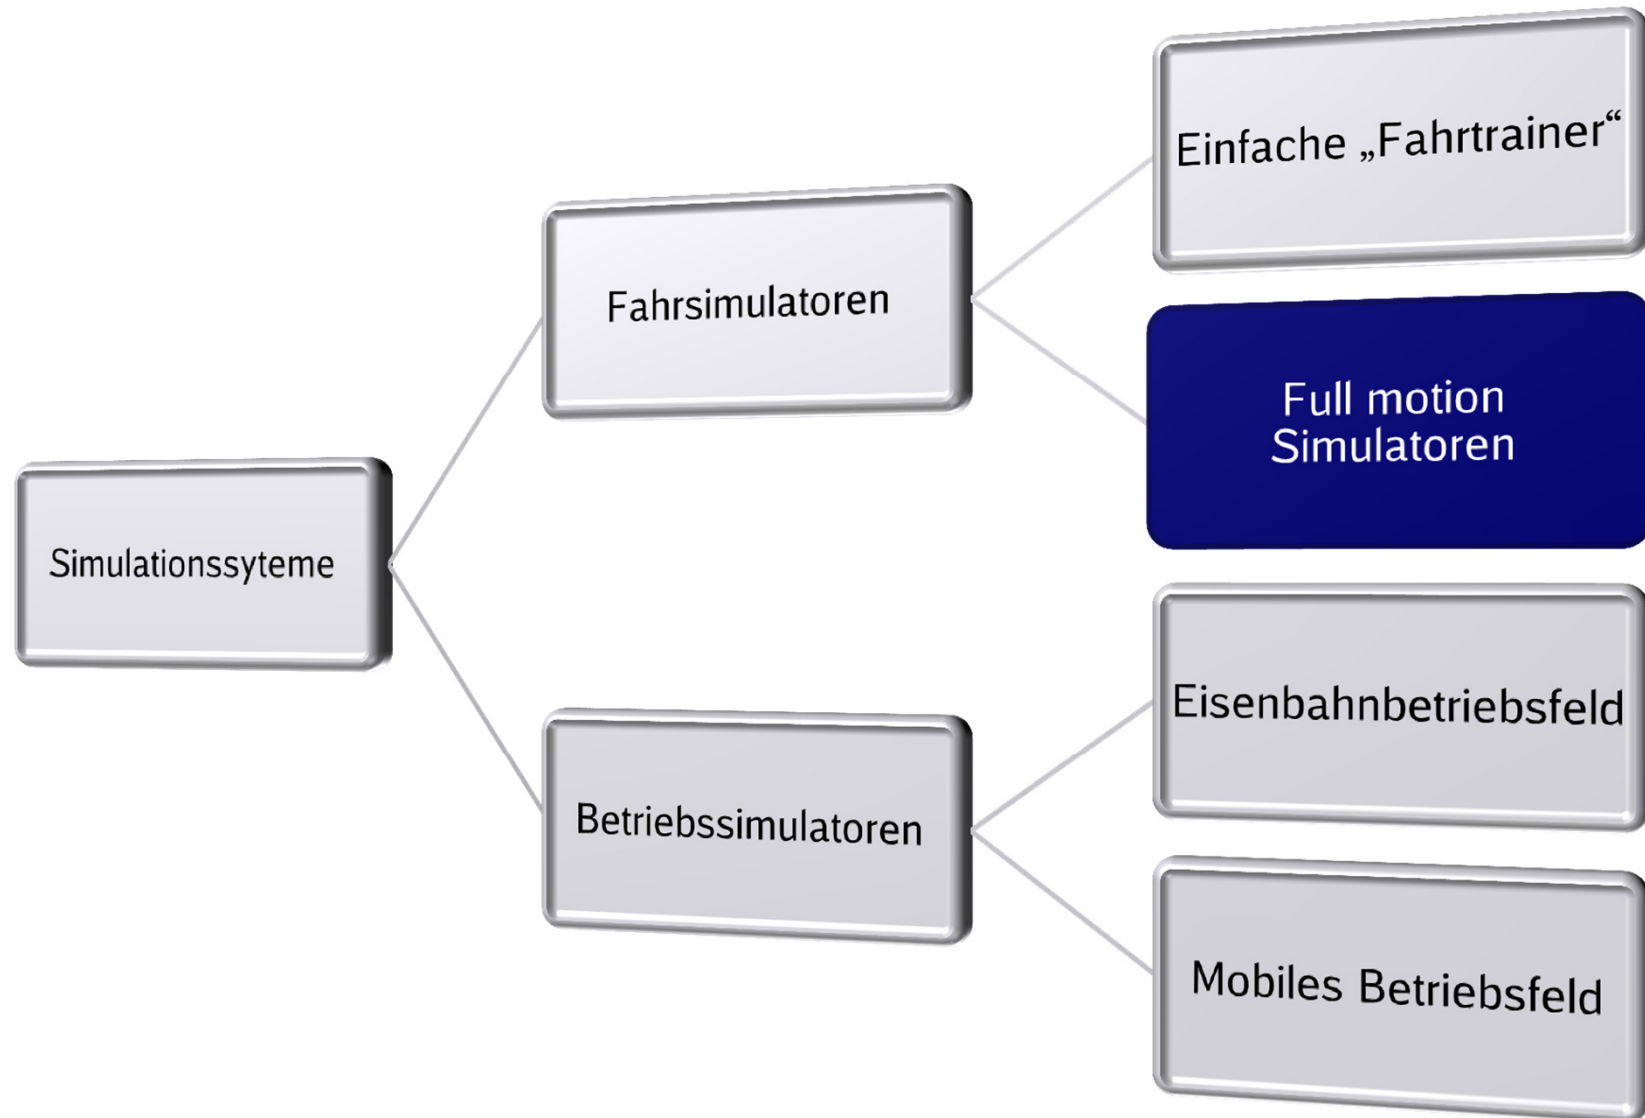 Einfache „Fahrtrainer“
Fahrsimulatoren
Full motion
Simulatoren
Simulationssyteme
Eisenbahnbetriebsfeld
Betriebssimulatoren
Mobiles Betriebsfeld